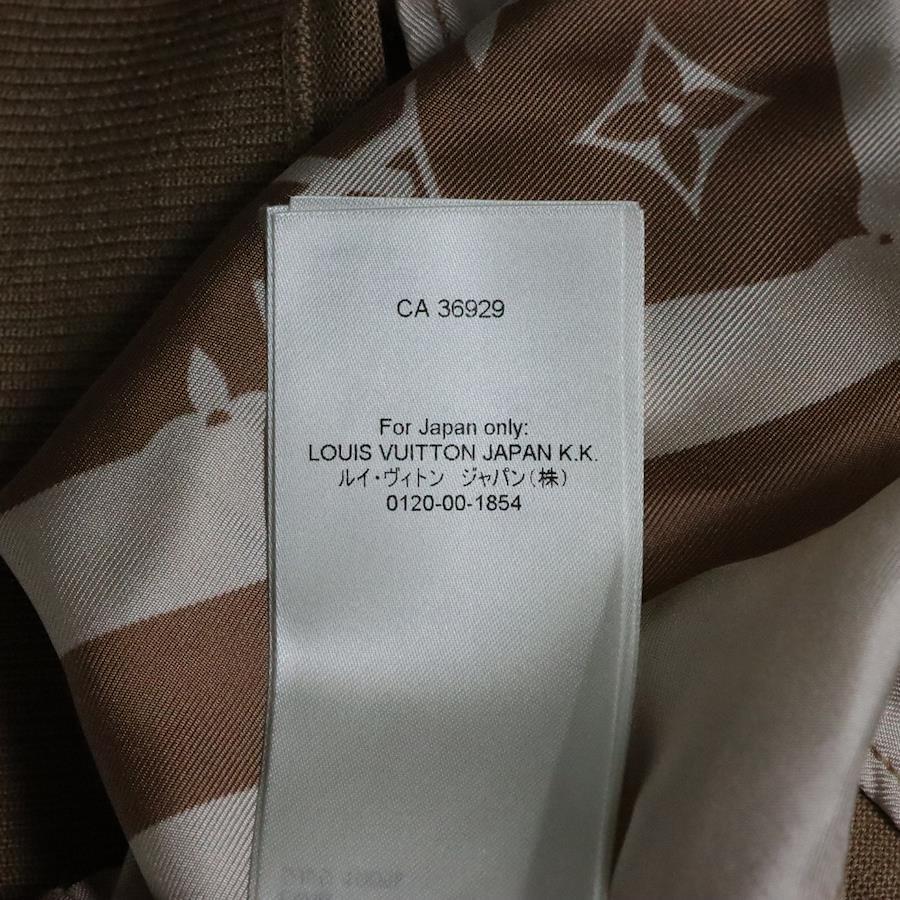 CA 36929
For Japan only:
LOUIS VUITTON JAPAN K.K.
ルイ・ヴィトン ジャパン（株）
0120-00-1854